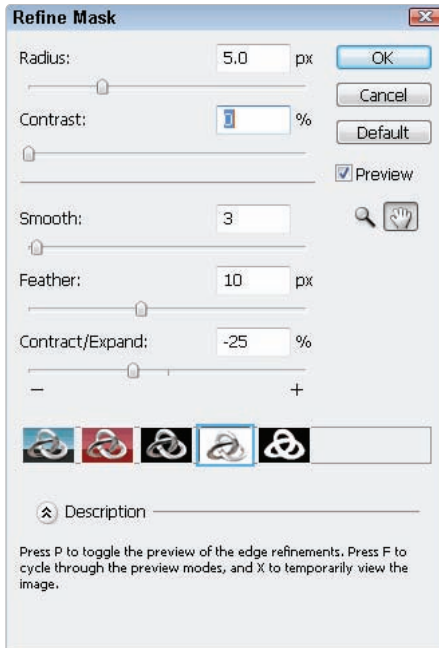 Refine Mask
Radius: 5.0 px
OK
Cancel
Contrast: 0 %
Default
Preview
Smooth: 3
Feather: 10 px
Contract/Expand: -25 %
− +
Description
Press P to toggle the preview of the edge refinements. Press F to
cycle through the preview modes, and X to temporarily view the
image.